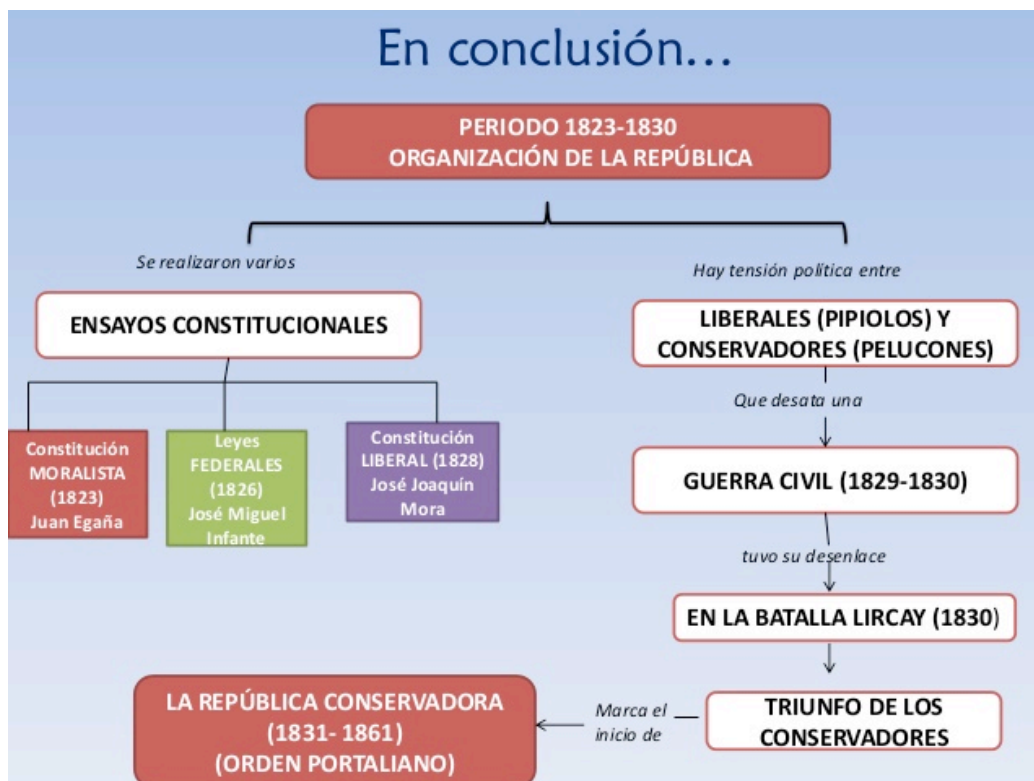 En conclusión...
PERIODO 1823-1830
ORGANIZACIÓN DE LA REPÚBLICA
Se realizaron varios
ENSAYOS CONSTITUCIONALES
Constitución
MORALISTA
(1823)
Juan Egaña
Leyes
FEDERALES
(1826)
José Miguel
Infante
Constitución
LIBERAL (1828)
José Joaquín
Mora
Hay tensión política entre
LIBERALES (PIPIOLOS) Y
CONSERVADORES (PELUCONES)
Que desata una
GUERRA CIVIL (1829-1830)
tuvo su desenlace
EN LA BATALLA LIRCAY (1830)
TRIUNFO DE LOS
CONSERVADORES
Marca el
inicio de
LA REPÚBLICA CONSERVADORA
(1831- 1861)
(ORDEN PORTALIANO)